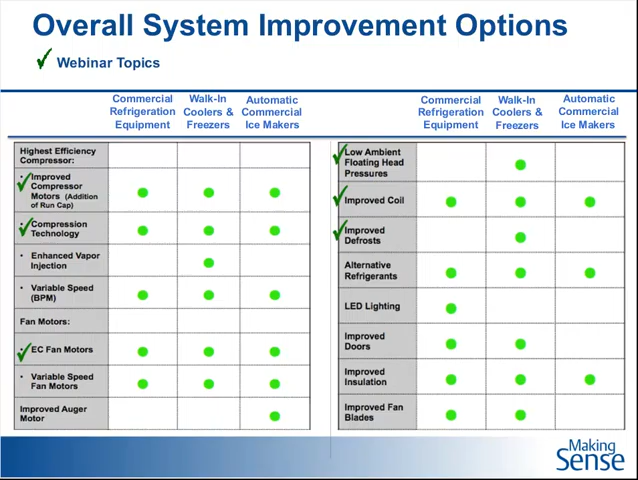 Overall System Improvement Options
Webinar Topics
Commercial
Refrigeration
Equipment
Walk-In
Coolers &
Freezers
Automatic
Commercial
Ice Makers
Highest Efficiency
Compressor:
• Improved
Compressor
Motors (Addition
of Run Cap)
• Compression
Technology
• Enhanced Vapor
Injection
• Variable Speed
(BPM)
Fan Motors:
• EC Fan Motors
• Variable Speed
Fan Motors
Improved Auger
Motor
Commercial
Refrigeration
Equipment
Walk-In
Coolers &
Freezers
Automatic
Commercial
Ice Makers
Low Ambient
Floating Head
Pressures
Improved Coil
Improved
Defrosts
Alternative
Refrigerants
LED Lighting
Improved
Doors
Improved
Insulation
Improved Fan
Blades
Making
Sense